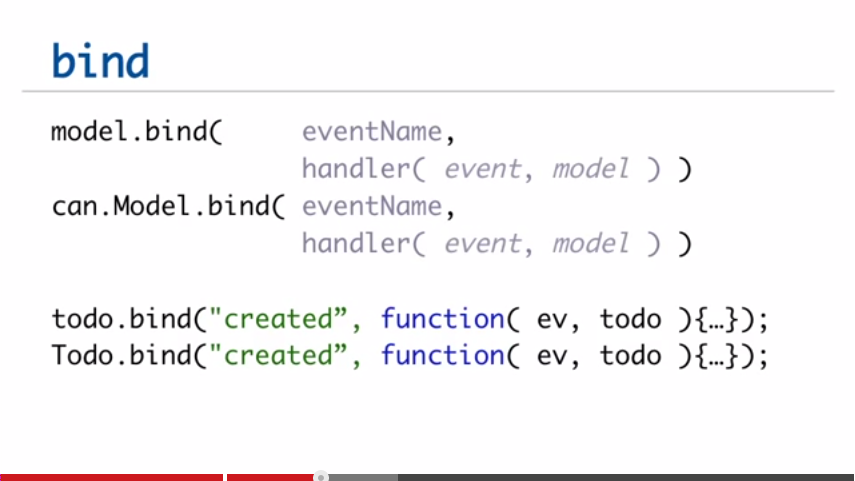 bind
model.bind( eventName,
handler( event, model ) )
can.Model.bind( eventName,
handler( event, model ) )
todo.bind("created”, function( ev, todo ){…});
Todo.bind("created”, function( ev, todo ){…});